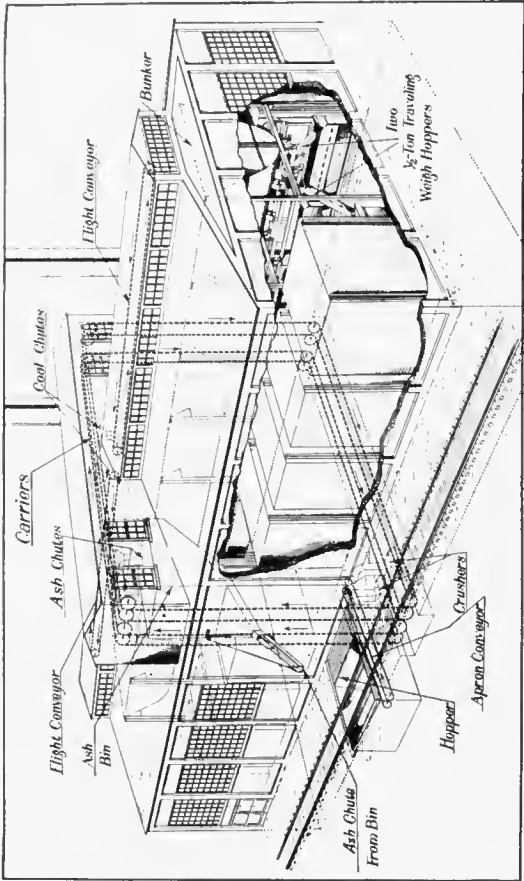 Carriers
Coal Chutes
Flight Conveyor
Bunker
Ash Chutes
Flight Conveyor
Ash
Bin
Two
½-Ton Traveling
Weigh Hoppers
Crushers
Apron Conveyor
Hopper
Ash Chute
From Bin